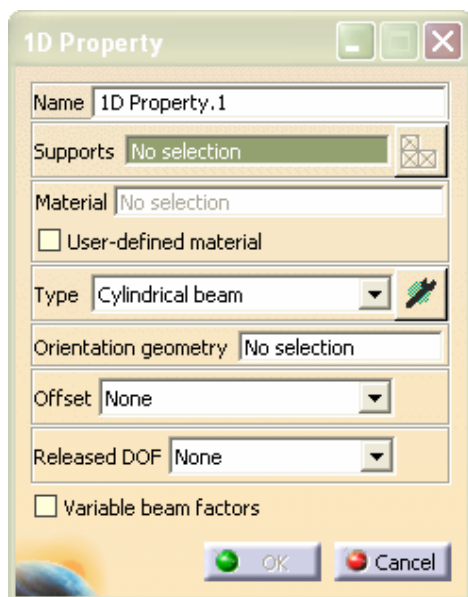 1D Property
Name 1D Property.1
Supports No selection
Material No selection
User-defined material
Type Cylindrical beam
Orientation geometry No selection
Offset None
Released DOF None
Variable beam factors
OK Cancel